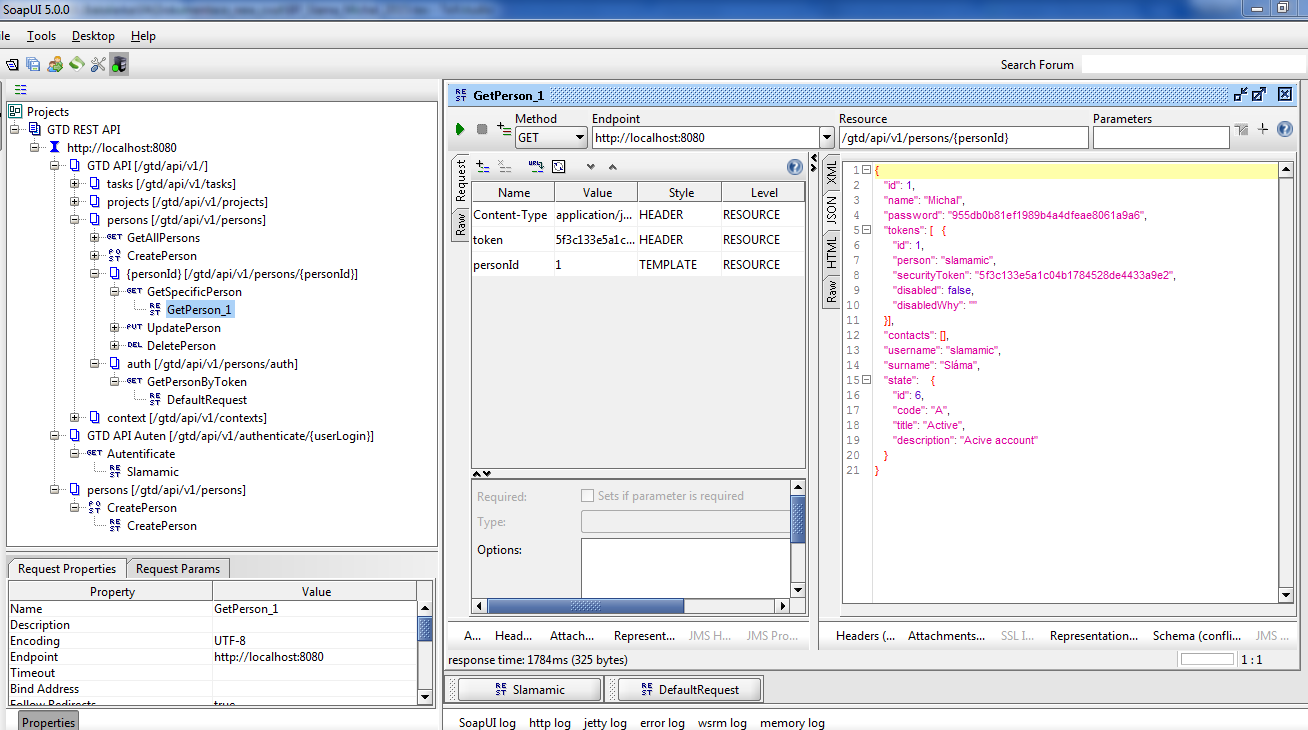 SoapUI 5.0.0
ile Tools Desktop Help
Search Forum
Projects
GTD REST API
http://localhost:8080
GTD API [/gtd/api/v1/]
tasks [/gtd/api/v1/tasks]
projects [/gtd/api/v1/projects]
persons [/gtd/api/v1/persons]
GET GetAllPersons
POST CreatePerson
{personId} [/gtd/api/v1/persons/{personId}]
GET GetSpecificPerson
REST GetPerson_1
PUT UpdatePerson
DEL DeletePerson
auth [/gtd/api/v1/persons/auth]
GET GetPersonByToken
REST DefaultRequest
context [/gtd/api/v1/contexts]
GTD API Auten [/gtd/api/v1/authenticate/{userLogin}]
GET Autentificate
REST Slamamic
persons [/gtd/api/v1/persons]
POST CreatePerson
REST CreatePerson
Request Properties Request Params
Property Value
Name GetPerson_1
Description
Encoding UTF-8
Endpoint http://localhost:8080
Timeout
Bind Address
Follow Redirects true
Properties
REST GetPerson_1
Method Endpoint Resource Parameters
GET http://localhost:8080 /gtd/api/v1/persons/{personId}
Request
Raw
Name Value Style Level
Content-Type application/j... HEADER RESOURCE
token 5f3c133e5a1c... HEADER RESOURCE
personId 1 TEMPLATE RESOURCE
Required: Sets if parameter is required
Type:
Options:
A... Head... Attach... Represent... JMS H... JMS Pro...
XML
JSON
HTML
Raw
1 {
2 "id": 1,
3 "name": "Michal",
4 "password": "955db0b81ef1989b4a4dfeae8061a9a6",
5 "tokens": [ {
6 "id": 1,
7 "person": "slamamic",
8 "securityToken": "5f3c133e5a1c04b1784528de4433a9e2",
9 "disabled": false,
10 "disabledWhy": ""
11 }],
12 "contacts": [],
13 "username": "slamamic",
14 "surname": "Sláma",
15 "state": {
16 "id": 6,
17 "code": "A",
18 "title": "Active",
19 "description": "Acive account"
20 }
21 }
Headers (... Attachments... SSL I... Representation... Schema (confli... JMS ...
response time: 1784ms (325 bytes) 1 : 1
REST Slamamic REST DefaultRequest
SoapUI log http log jetty log error log wsrm log memory log